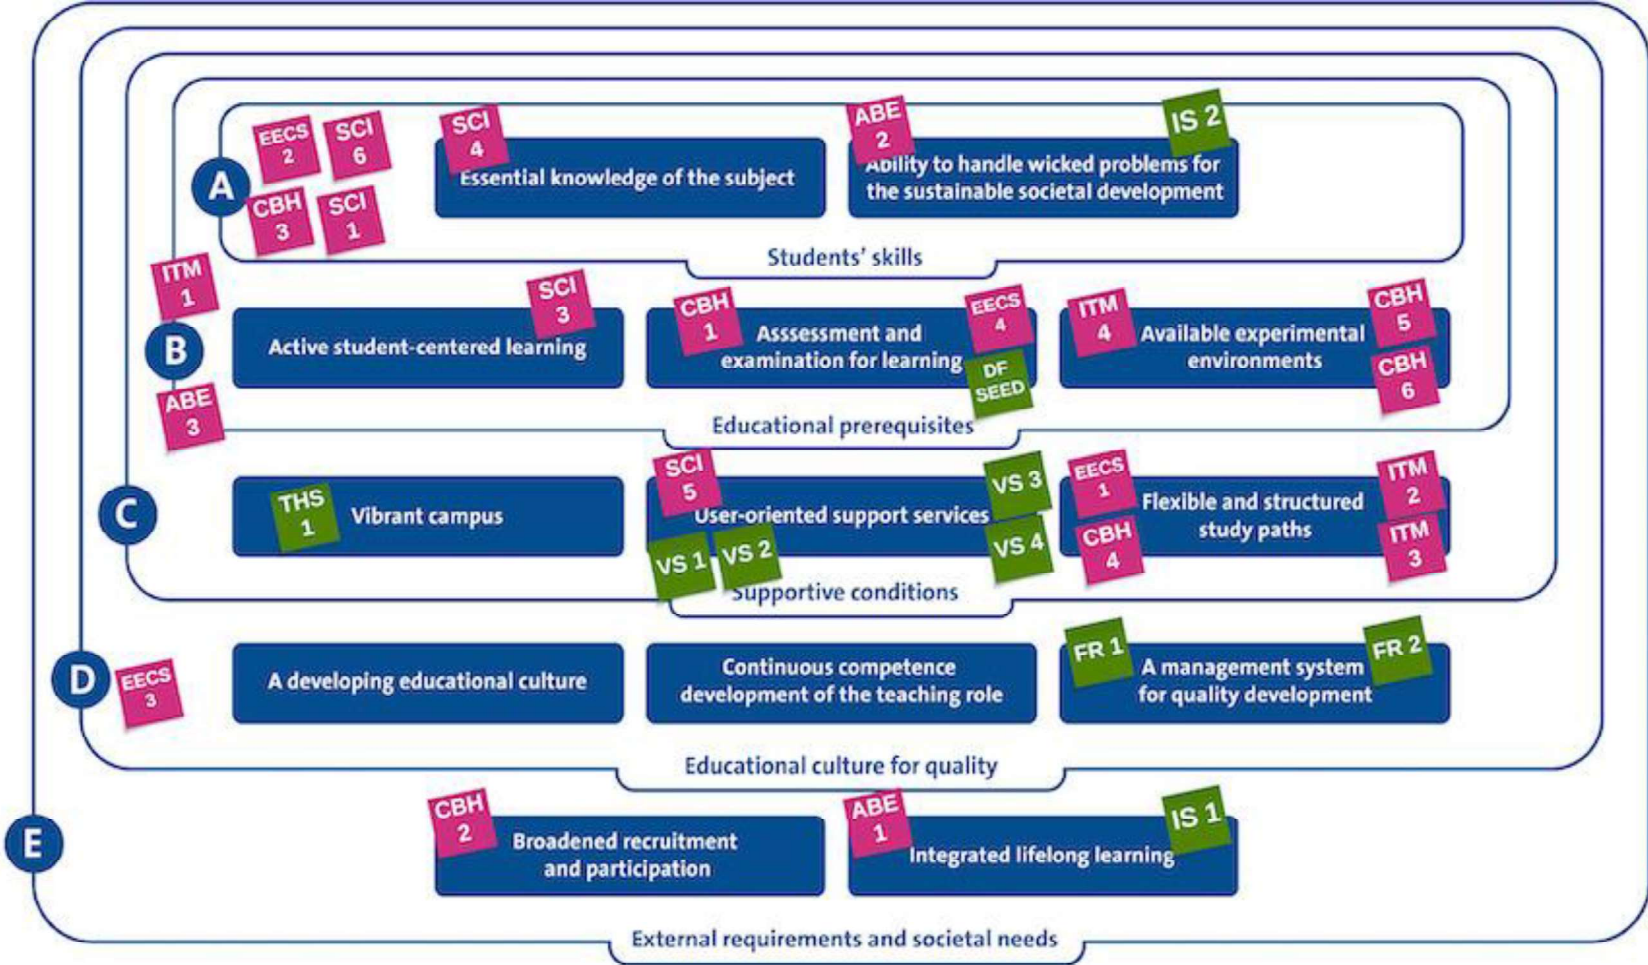 A
EECS
2
SCI
6
CBH
3
SCI
1
SCI
4
Essential knowledge of the subject
ABE
2
IS 2
Ability to handle wicked problems for
the sustainable societal development
Students' skills
ITM
1
B
ABE
3
SCI
3
Active student-centered learning
CBH
1
EECS
4
Asssessment and
examination for learning
DF
SEED
ITM
4
Available experimental
environments
CBH
5
CBH
6
Educational prerequisites
C
THS
1
Vibrant campus
SCI
5
User-oriented support services
VS 1
VS 2
VS 3
VS 4
EECS
1
CBH
4
Flexible and structured
study paths
ITM
2
ITM
3
Supportive conditions
D
EECS
3
A developing educational culture
Continuous competence
development of the teaching role
FR 1
FR 2
A management system
for quality development
Educational culture for quality
E
CBH
2
Broadened recruitment
and participation
ABE
1
IS 1
Integrated lifelong learning
External requirements and societal needs